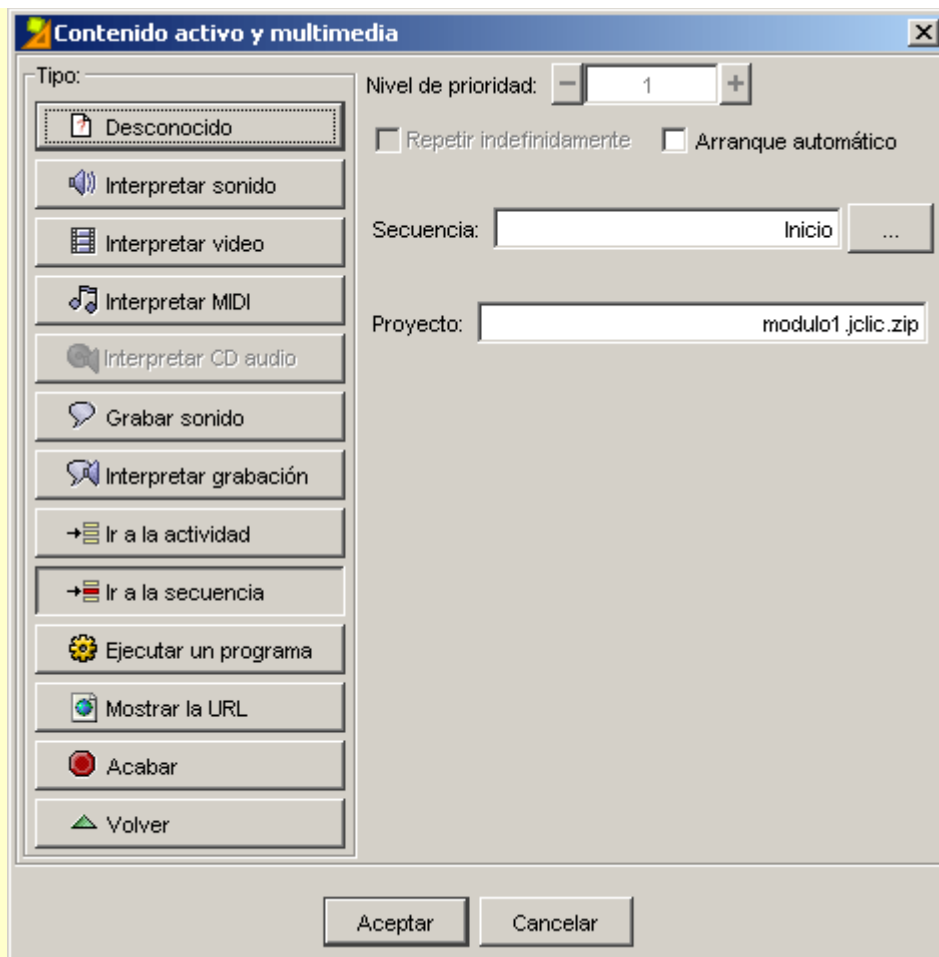 Contenido activo y multimedia
Tipo:
Desconocido
Interpretar sonido
Interpretar video
Interpretar MIDI
Interpretar CD audio
Grabar sonido
Interpretar grabación
Ir a la actividad
Ir a la secuencia
Ejecutar un programa
Mostrar la URL
Acabar
Volver
Nivel de prioridad: 1
Repetir indefinidamente Arranque automático
Secuencia: Inicio ...
Proyecto: modulo1.jclic.zip
Aceptar Cancelar